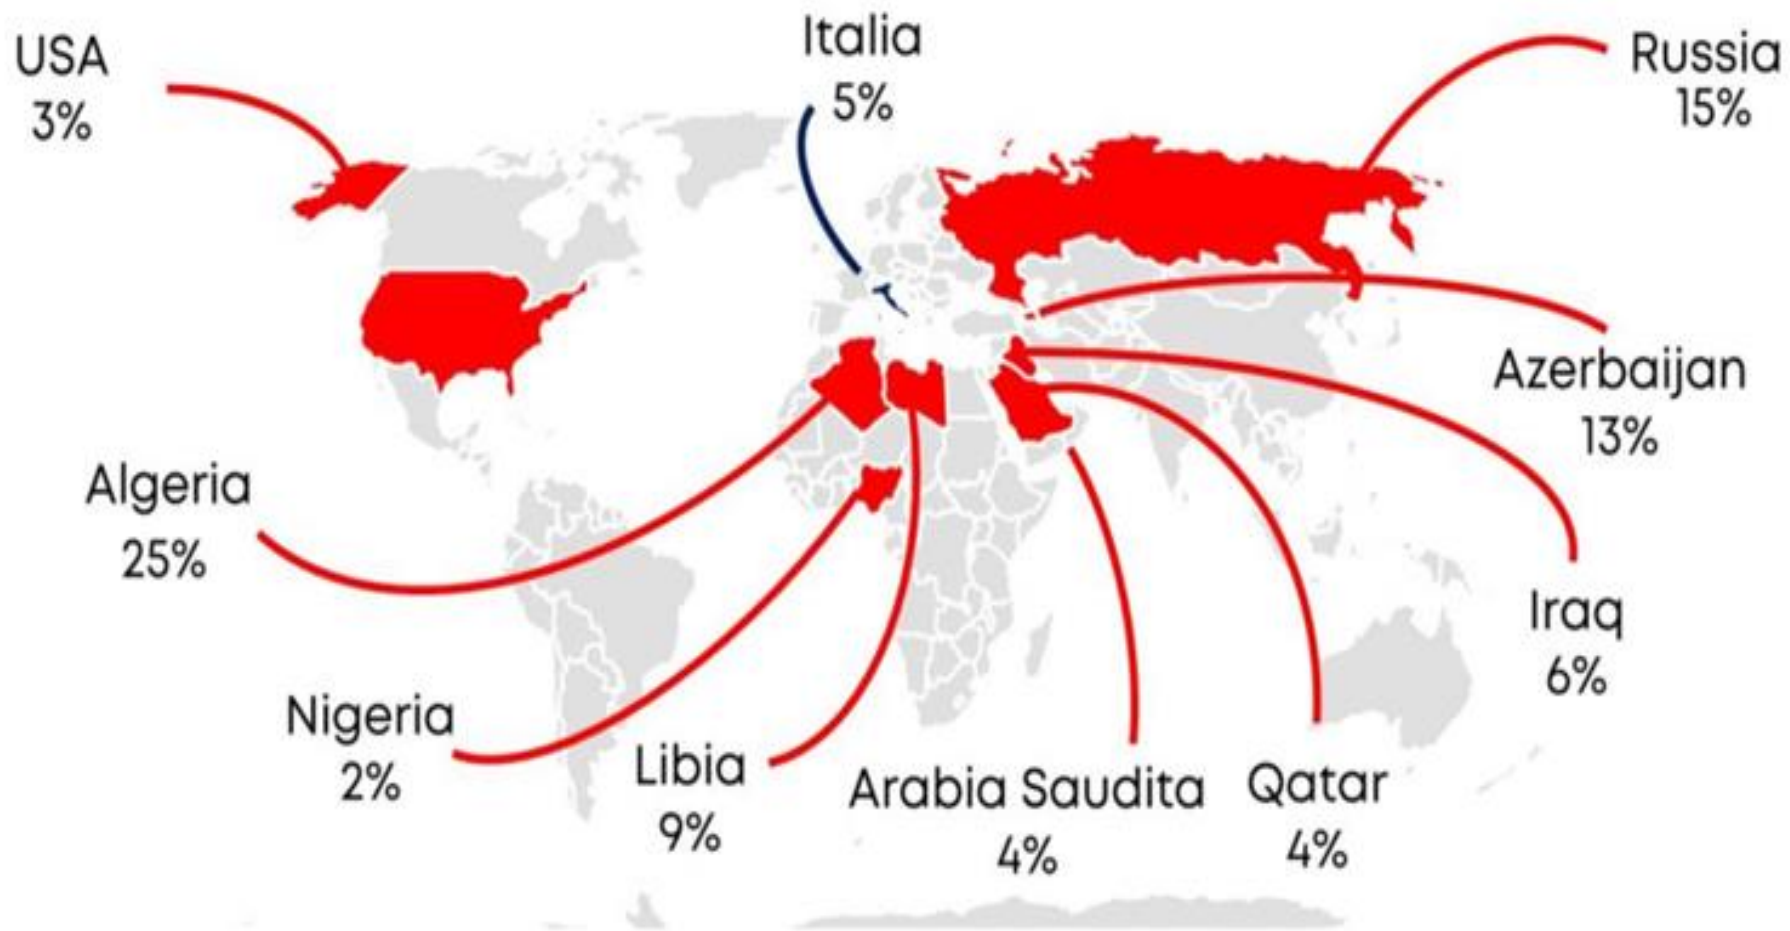 USA
3%
Italia
5%
Russia
15%
Azerbaijan
13%
Algeria
25%
Iraq
6%
Nigeria
2%
Libia
9%
Arabia Saudita
4%
Qatar
4%